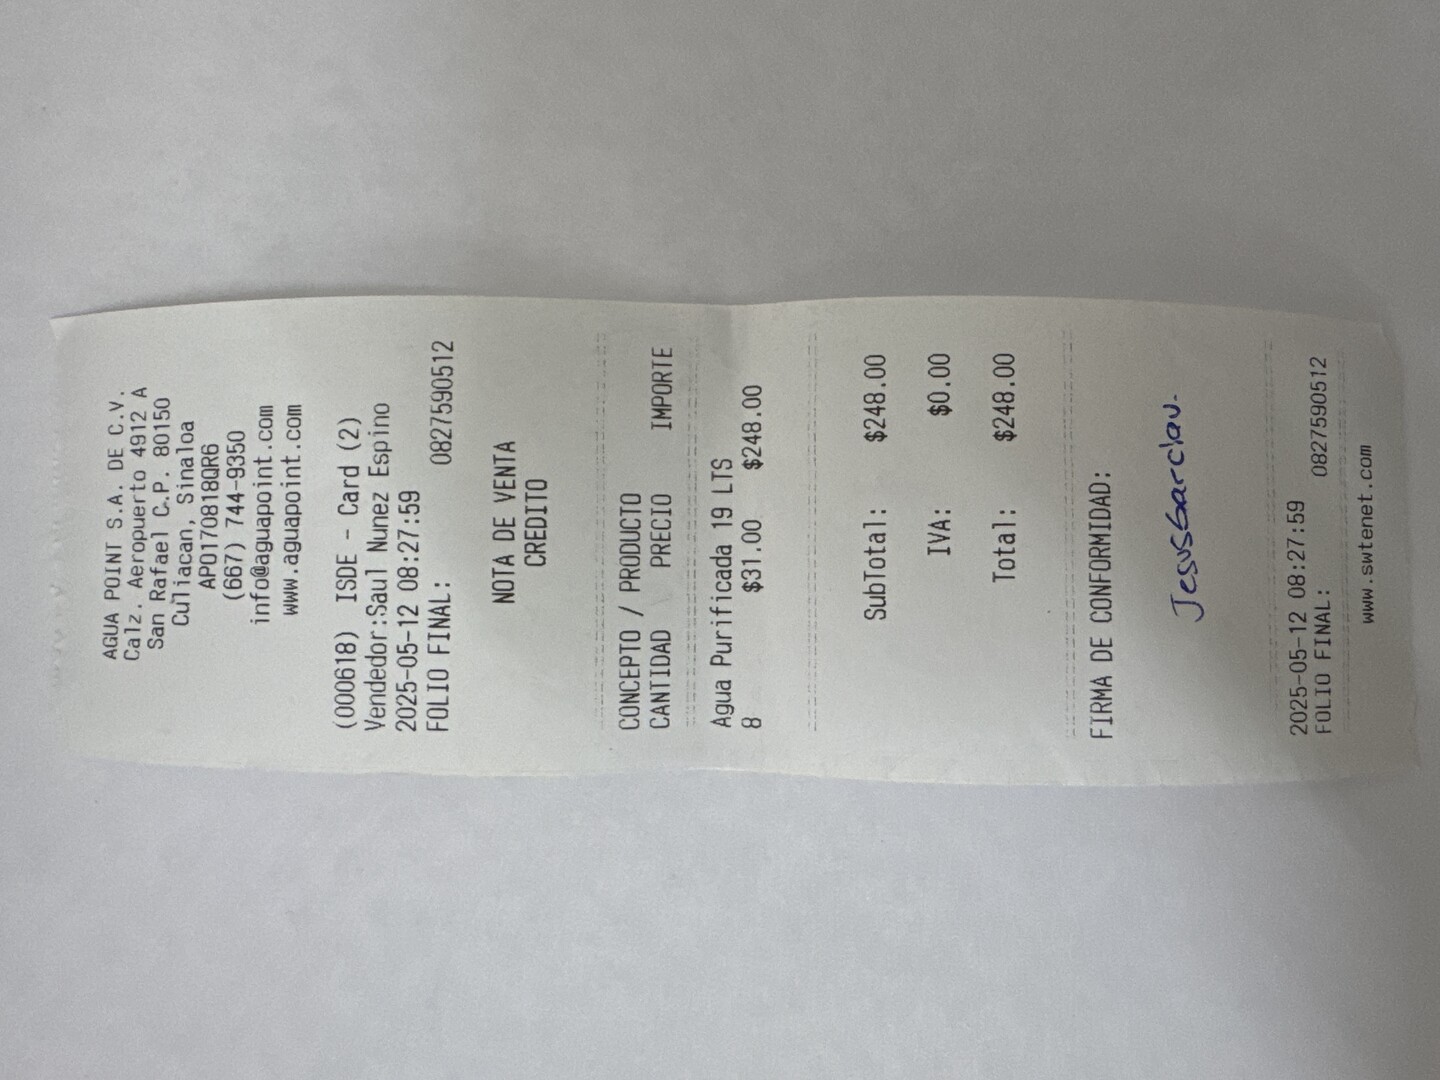 AGUA POINT S.A. DE C.V.
Calz. Aeropuerto 4912 A
San Rafael C.P. 80150
Culiacan, Sinaloa
APO170818QR6
(667) 744-9350
info@aguapoint.com
www.aguapoint.com
(000618) ISDE - Card (2)
Vendedor:Saul Nunez Espino
2025-05-12 08:27:59
FOLIO FINAL: 0827590512
NOTA DE VENTA
CREDITO
CONCEPTO / PRODUCTO
CANTIDAD PRECIO IMPORTE
Agua Purificada 19 LTS
8 $31.00 $248.00
SubTotal: $248.00
IVA: $0.00
Total: $248.00
FIRMA DE CONFORMIDAD:
JesusGarciav.
2025-05-12 08:27:59
FOLIO FINAL: 0827590512
www.swtenet.com